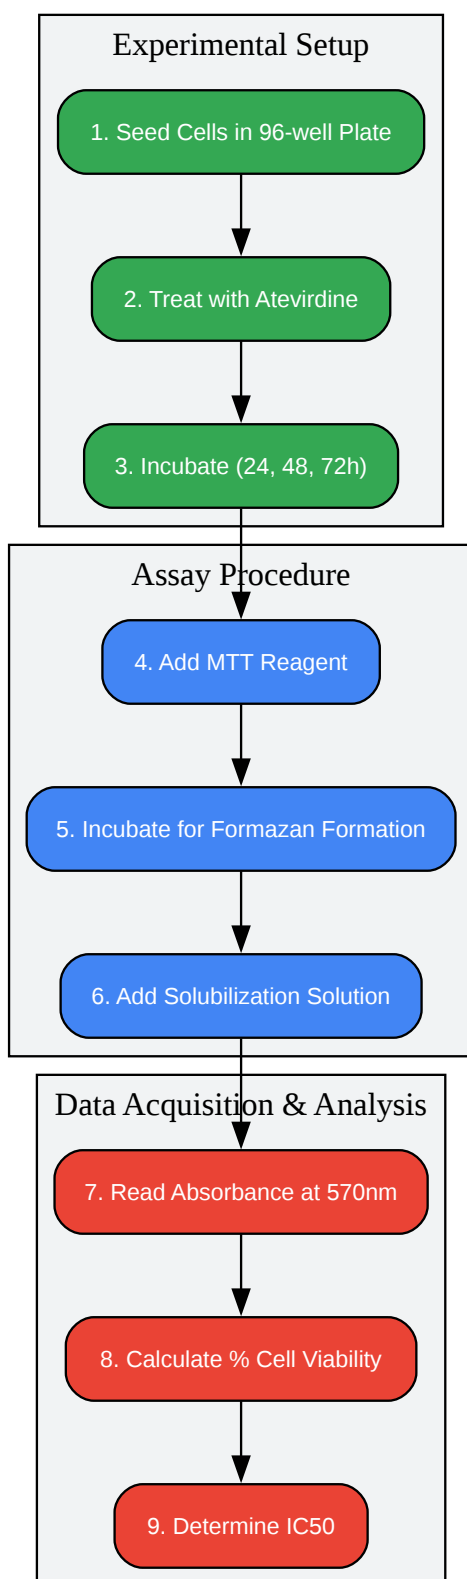 Experimental Setup
1. Seed Cells in 96-well Plate
2. Treat with Atevirdine
3. Incubate (24, 48, 72h)
Assay Procedure
4. Add MTT Reagent
5. Incubate for Formazan Formation
6. Add Solubilization Solution
Data Acquisition & Analysis
7. Read Absorbance at 570nm
8. Calculate % Cell Viability
9. Determine IC50